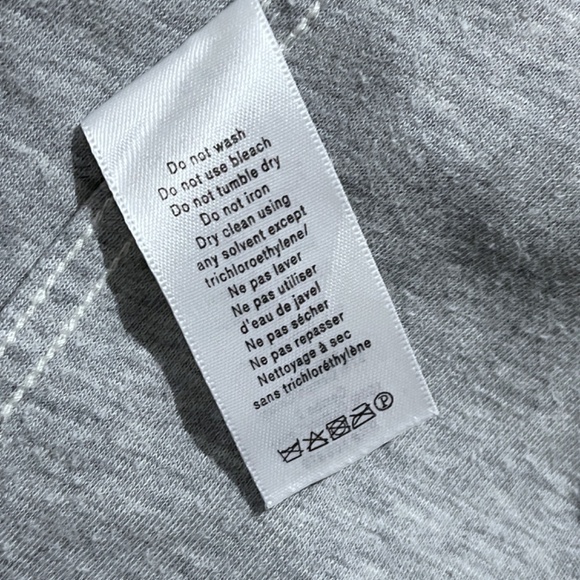 Do not wash
Do not use bleach
Do not tumble dry
Do not iron
Dry clean using
any solvent except
trichloroethylene/
Ne pas laver
Ne pas utiliser
d'eau de javel
Ne pas sécher
Ne pas repasser
Nettoyage à sec
sans trichloréthylène
P